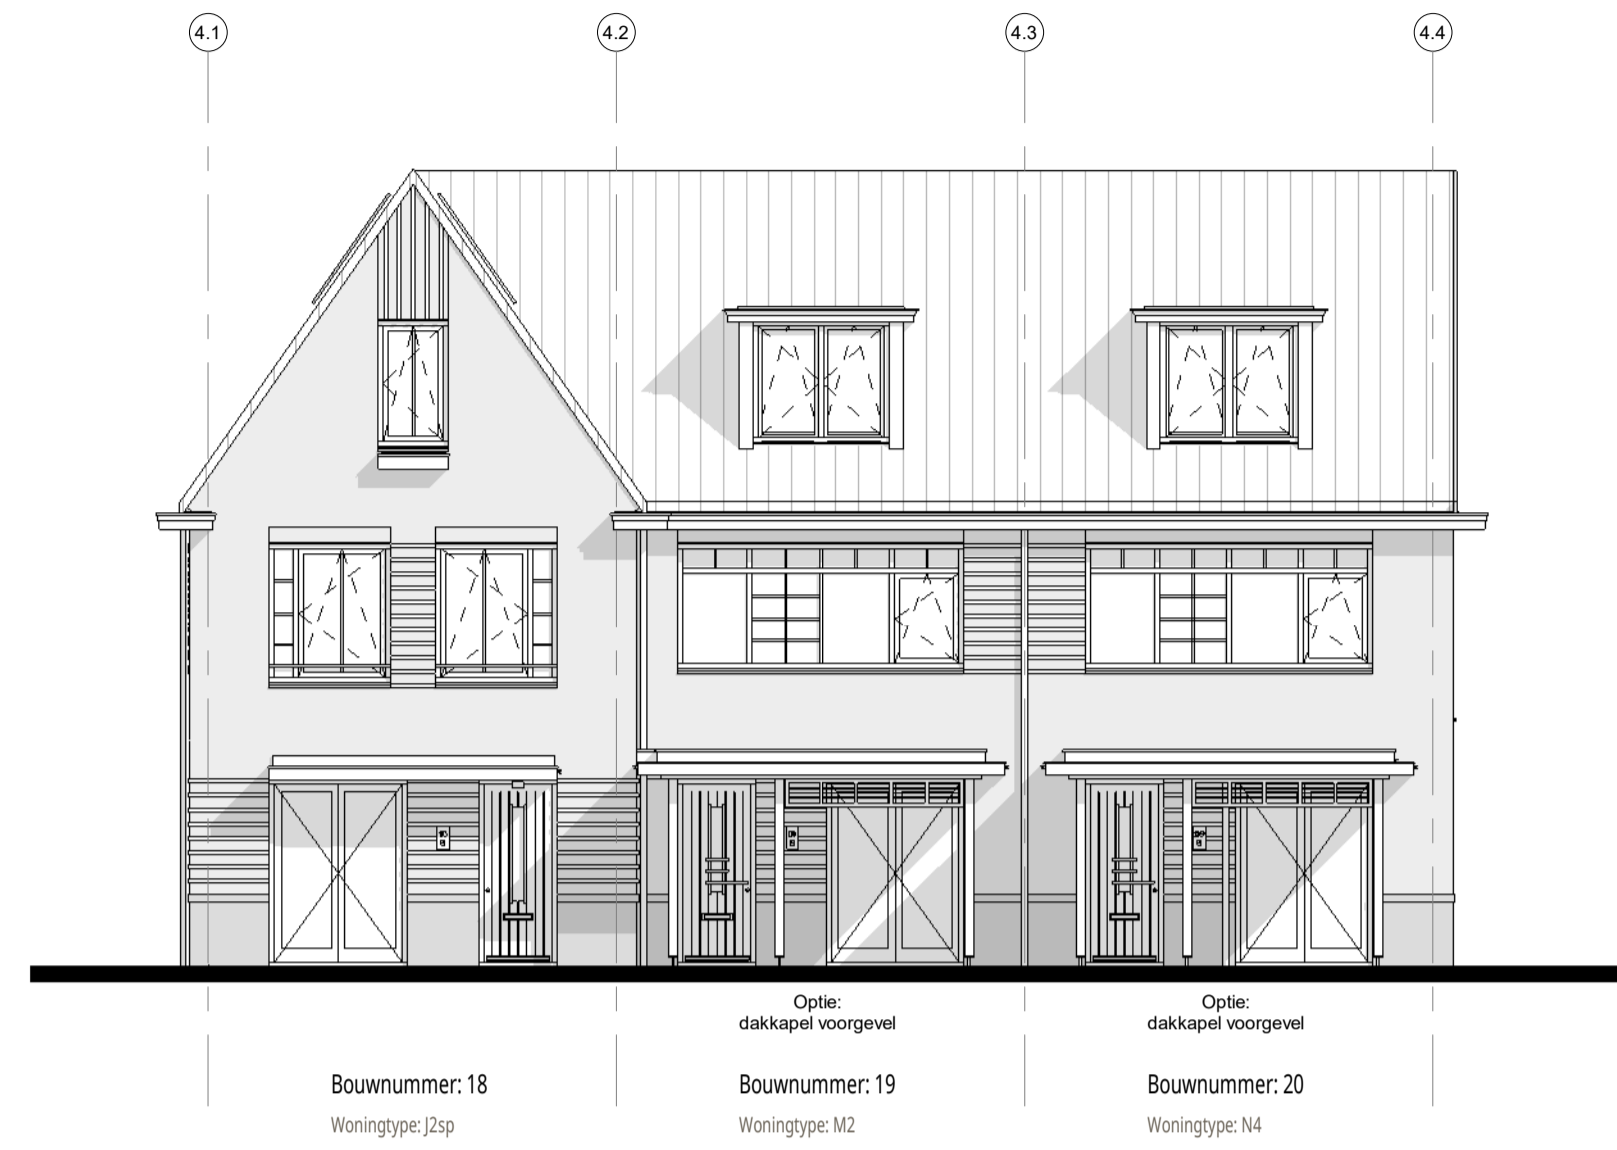 4.1 4.2 4.3 4.4
Optie:
dakkapel voorgevel
Optie:
dakkapel voorgevel
Bouwnummer: 18
Woningtype: J2sp
Bouwnummer: 19
Woningtype: M2
Bouwnummer: 20
Woningtype: N4